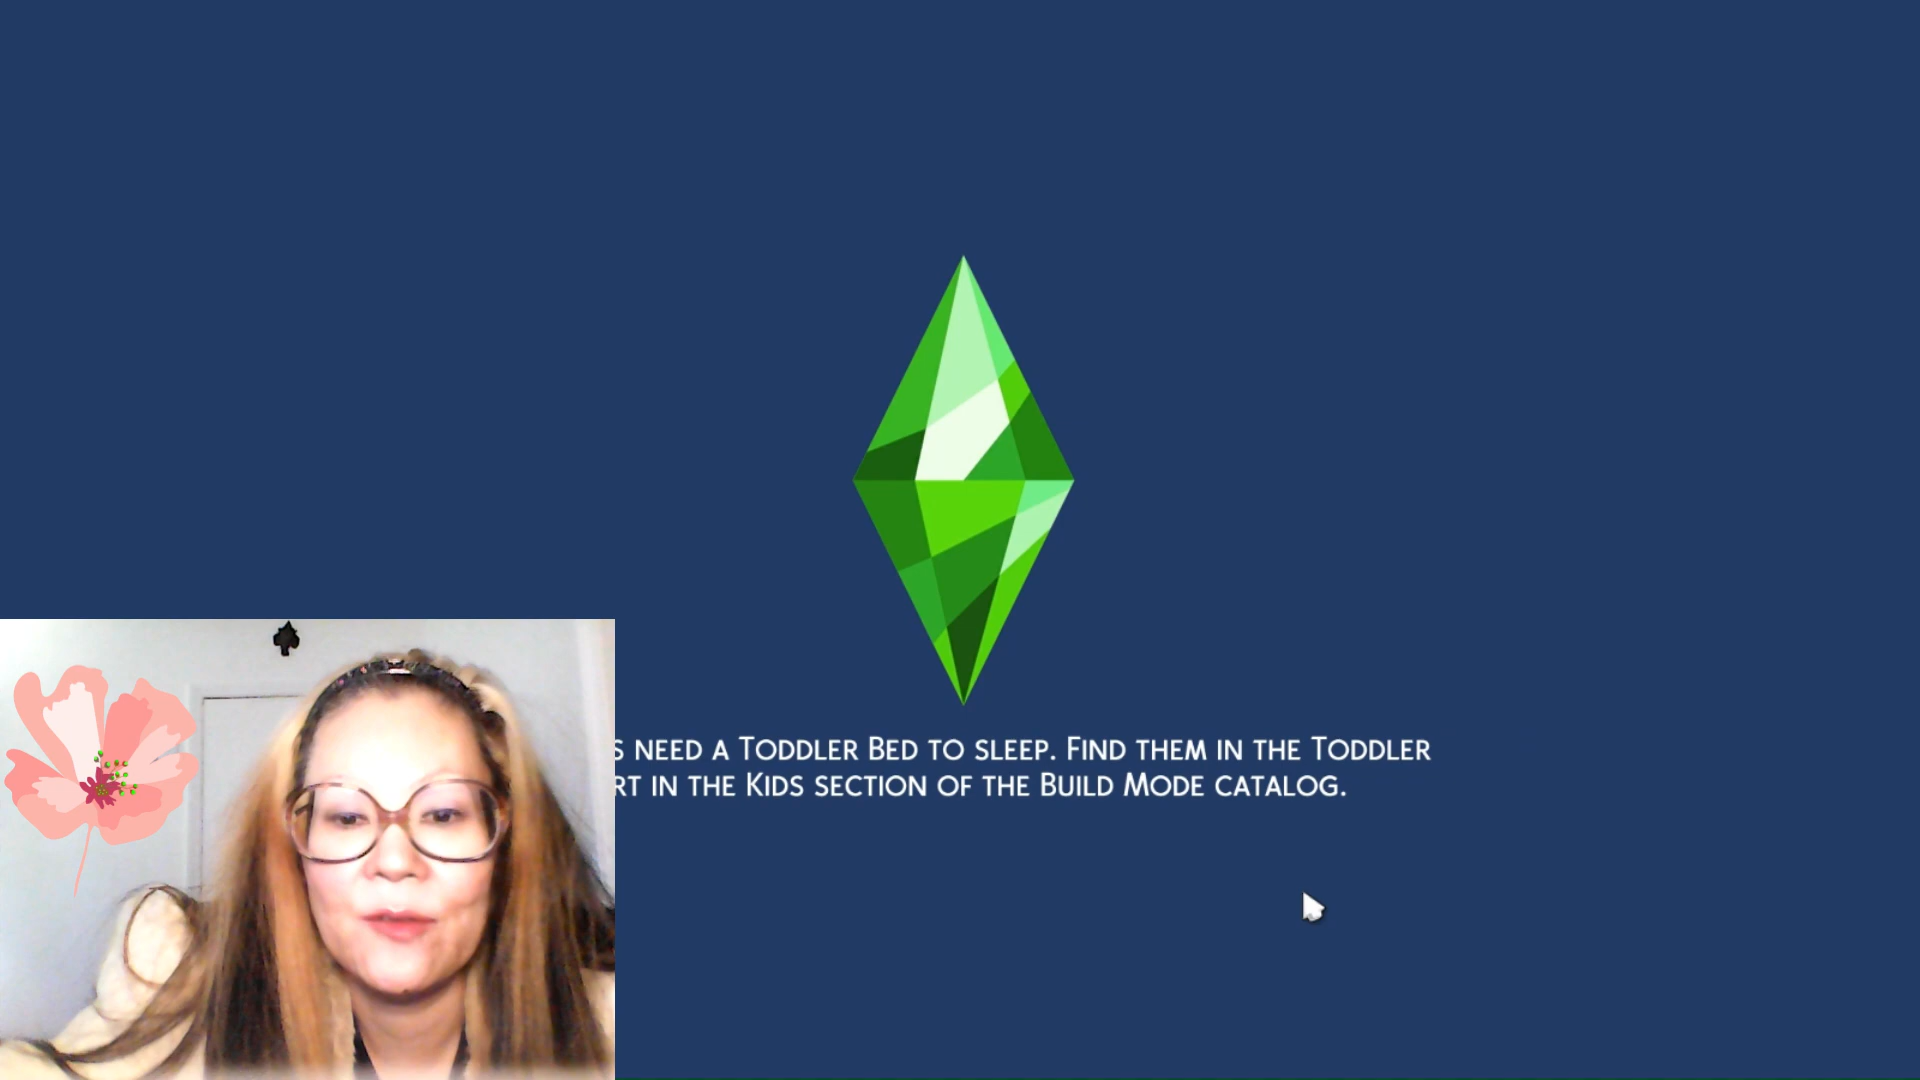 S NEED A TODDLER BED TO SLEEP. FIND THEM IN THE TODDLER
RT IN THE KIDS SECTION OF THE BUILD MODE CATALOG.